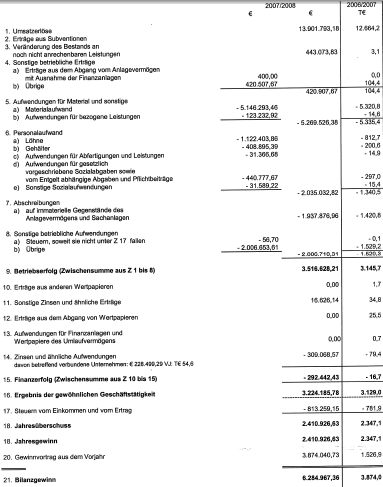 2007/2008 2006/2007
€ € T€
1. Umsatzerlöse 13.901.793,18 12.664,2
2. Erträge aus Subventionen
3. Veränderung des Bestands an
noch nicht anrechenbaren Leistungen 443.073,83 3,1
4. Sonstige betriebliche Erträge
a) Erträge aus dem Abgang vom Anlagevermögen
mit Ausnahme der Finanzanlagen 400,00 0,0
b) Übrige 420.507,67 104,4
420.907,67 104,4
5. Aufwendungen für Material und sonstige
a) Materialaufwand - 5.146.293,46 - 5.320,8
b) Aufwendungen für bezogene Leistungen - 123.232,92 - 14,6
- 5.269.526,38 - 5.335,4
6. Personalaufwand
a) Löhne - 1.122.403,86 - 812,7
b) Gehälter - 408.895,39 - 200,6
c) Aufwendungen für Abfertigungen und Leistungen - 31.366,68 - 14,9
d) Aufwendungen für gesetzlich
vorgeschriebene Sozialabgaben sowie
vom Entgelt abhängige Abgaben und Pflichtbeiträge - 440.777,67 - 297,0
e) Sonstige Sozialaufwendungen - 31.589,22 - 15,4
- 2.035.032,82 - 1.340,5
7. Abschreibungen
a) auf immaterielle Gegenstände des
Anlagevermögens und Sachanlagen - 1.937.876,96 - 1.420,8
8. Sonstige betriebliche Aufwendungen
a) Steuern, soweit sie nicht unter Z 17 fallen - 56,70 - 0,1
b) Übrige - 2.006.653,61 - 1.529,2
- 2.006.710,31
9. Betriebserfolg (Zwischensumme aus Z 1 bis 8) 3.516.628,21 3.145,7
10. Erträge aus anderen Wertpapieren 0,00 1,7
11. Sonstige Zinsen und ähnliche Erträge 16.626,14 34,8
12. Erträge aus dem Abgang von Wertpapieren 0,00 25,5
13. Aufwendungen für Finanzanlagen und
Wertpapiere des Umlaufvermögens 0,00 0,7
14. Zinsen und ähnliche Aufwendungen - 309.068,57 - 79,4
davon betreffend verbundene Unternehmen: € 228.499,29 VJ: T€ 54,6
15. Finanzerfolg (Zwischensumme aus Z 10 bis 15) - 292.442,43 - 16,7
16. Ergebnis der gewöhnlichen Geschäftstätigkeit 3.224.185,78 3.129,0
17. Steuern vom Einkommen und vom Ertrag - 813.259,15 - 781,9
18. Jahresüberschuss 2.410.926,63 2.347,1
18. Jahresgewinn 2.410.926,63 2.347,1
20. Gewinnvortrag aus dem Vorjahr 3.874.040,73 1.526,9
21. Bilanzgewinn 6.284.967,36 3.874,0